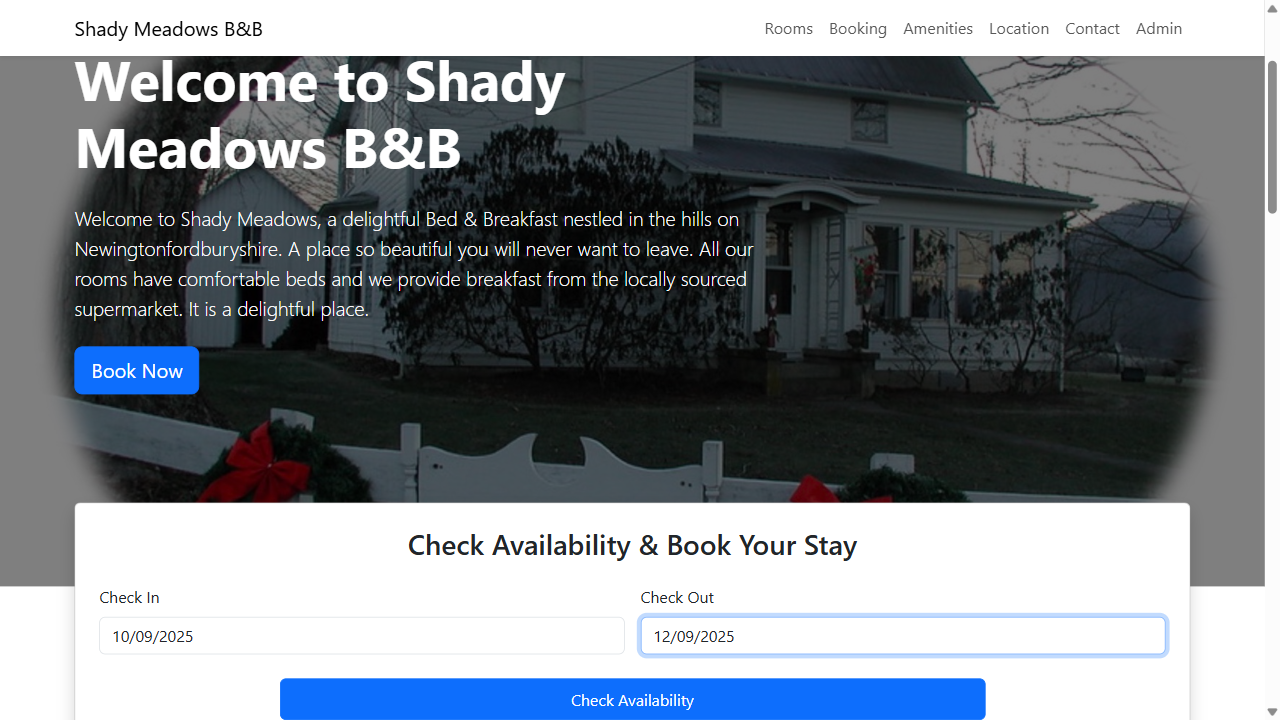 Shady Meadows B&B
Rooms
Booking
Amenities
Location
Contact
Admin
Welcome to Shady
Meadows B&B
Welcome to Shady Meadows, a delightful Bed & Breakfast nestled in the hills on
Newingtonfordburyshire. A place so beautiful you will never want to leave. All our
rooms have comfortable beds and we provide breakfast from the locally sourced
supermarket. It is a delightful place.
Book Now
Check Availability & Book Your Stay
Check In
Check Out
10/09/2025
12/09/2025
Check Availability